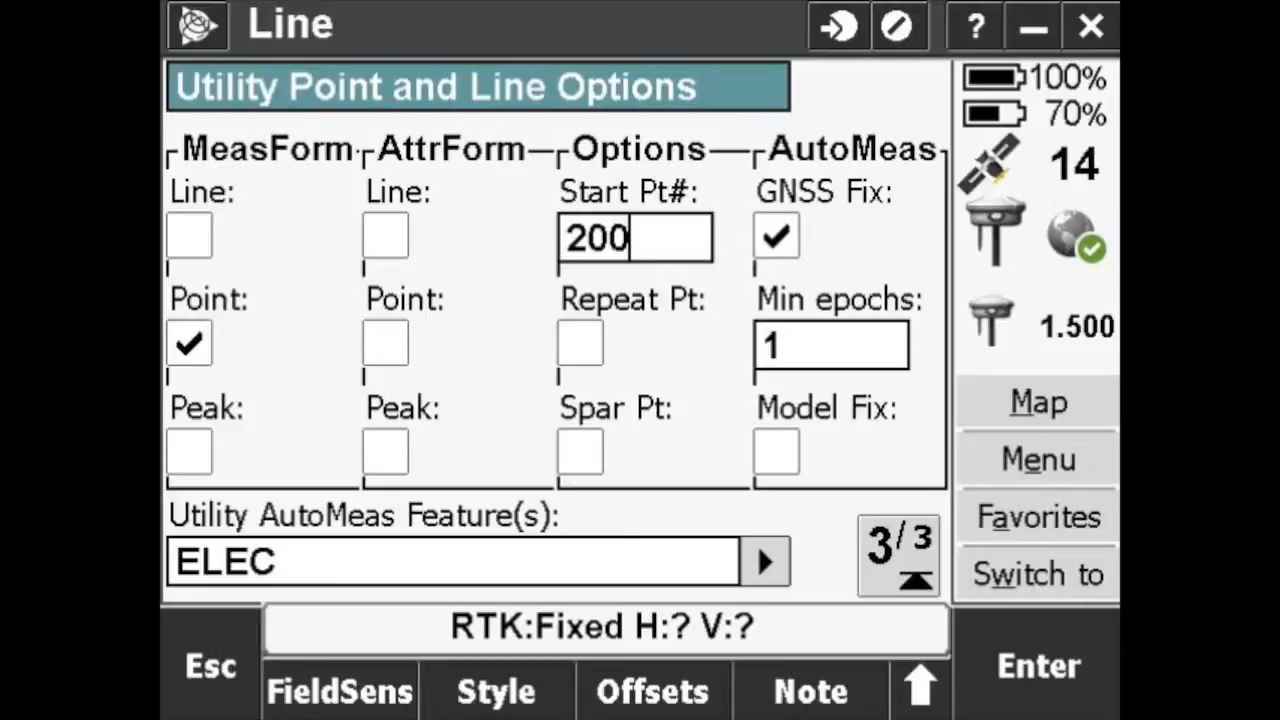 Line
?
Utility Point and Line Options
100%
70%
MeasForm AttrForm Options AutoMeas
14
Line: Line: Start Pt#: GNSS Fix:
200
Point: Point: Repeat Pt: Min epochs:
1
1.500
Peak: Peak: Spar Pt: Model Fix:
Map
Menu
Utility AutoMeas Feature(s):
Favorites
ELEC
3/3
Switch to
RTK:Fixed H:? V:?
Esc
Enter
FieldSens Style Offsets Note